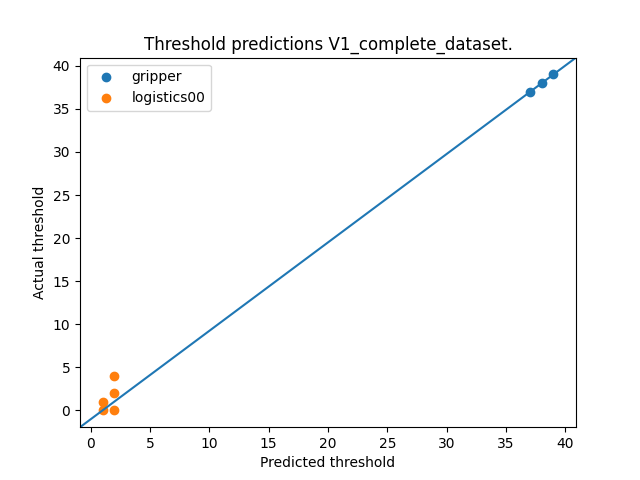 Threshold predictions V1_complete_dataset.
gripper
logistics00
40
35
30
25
20
15
10
5
0
Actual threshold
0 5 10 15 20 25 30 35 40
Predicted threshold